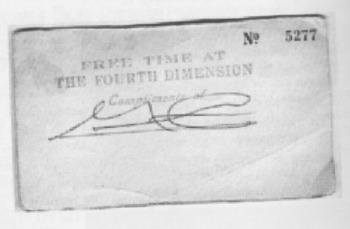 Nº 5277
FREE TIME AT
THE FOURTH DIMENSION
Compliments of